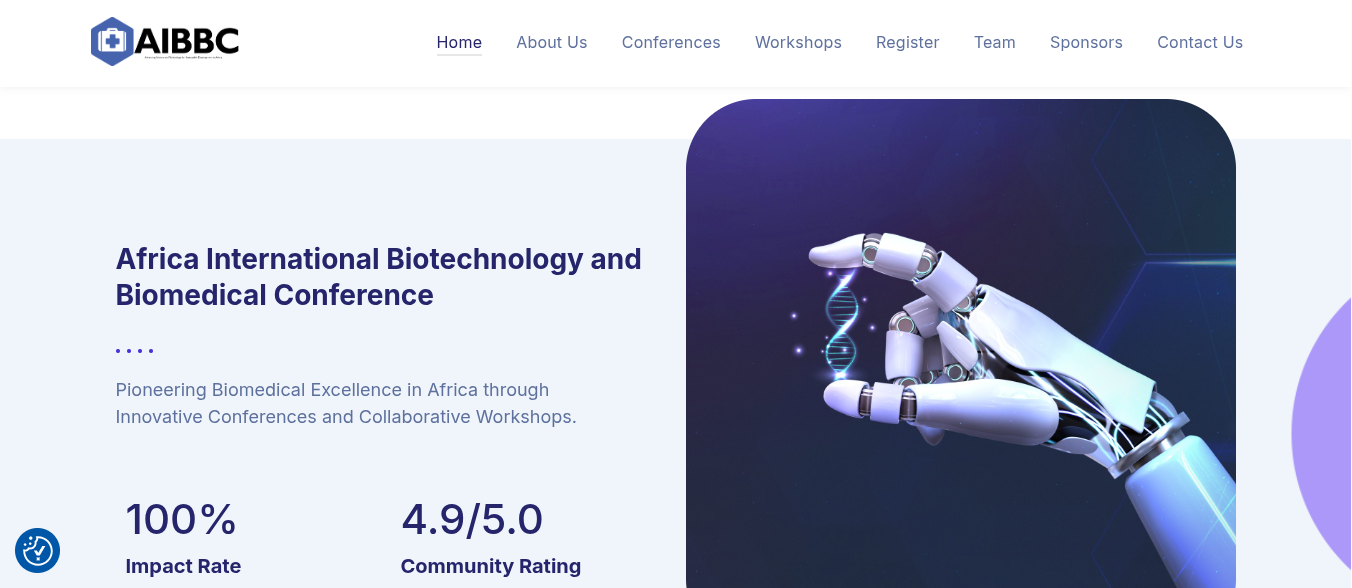 AIBBC
Home About Us Conferences Workshops Register Team Sponsors Contact Us
Africa International Biotechnology and
Biomedical Conference
Pioneering Biomedical Excellence in Africa through
Innovative Conferences and Collaborative Workshops.
100% 4.9/5.0
Impact Rate Community Rating